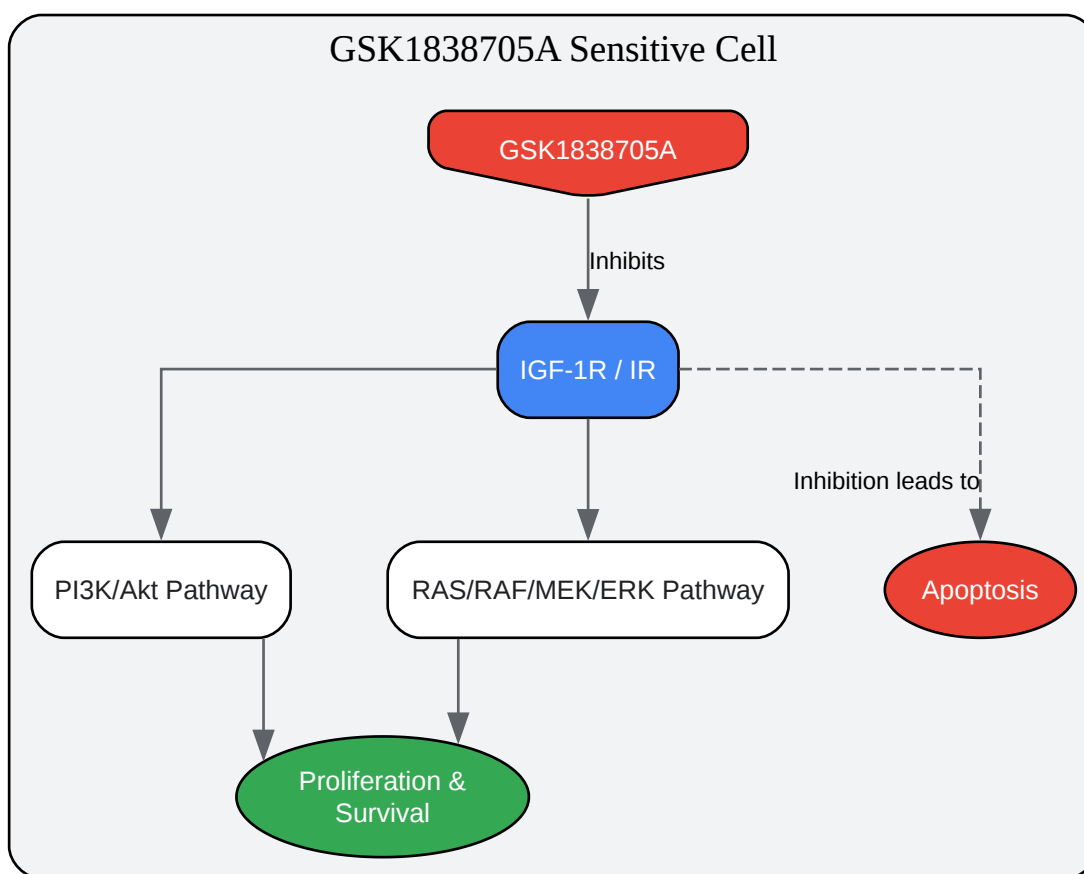 GSK1838705A Sensitive Cell
GSK1838705A
Inhibits
IGF-1R / IR
Inhibition leads to
PI3K/Akt Pathway
RAS/RAF/MEK/ERK Pathway
Apoptosis
Proliferation &
Survival